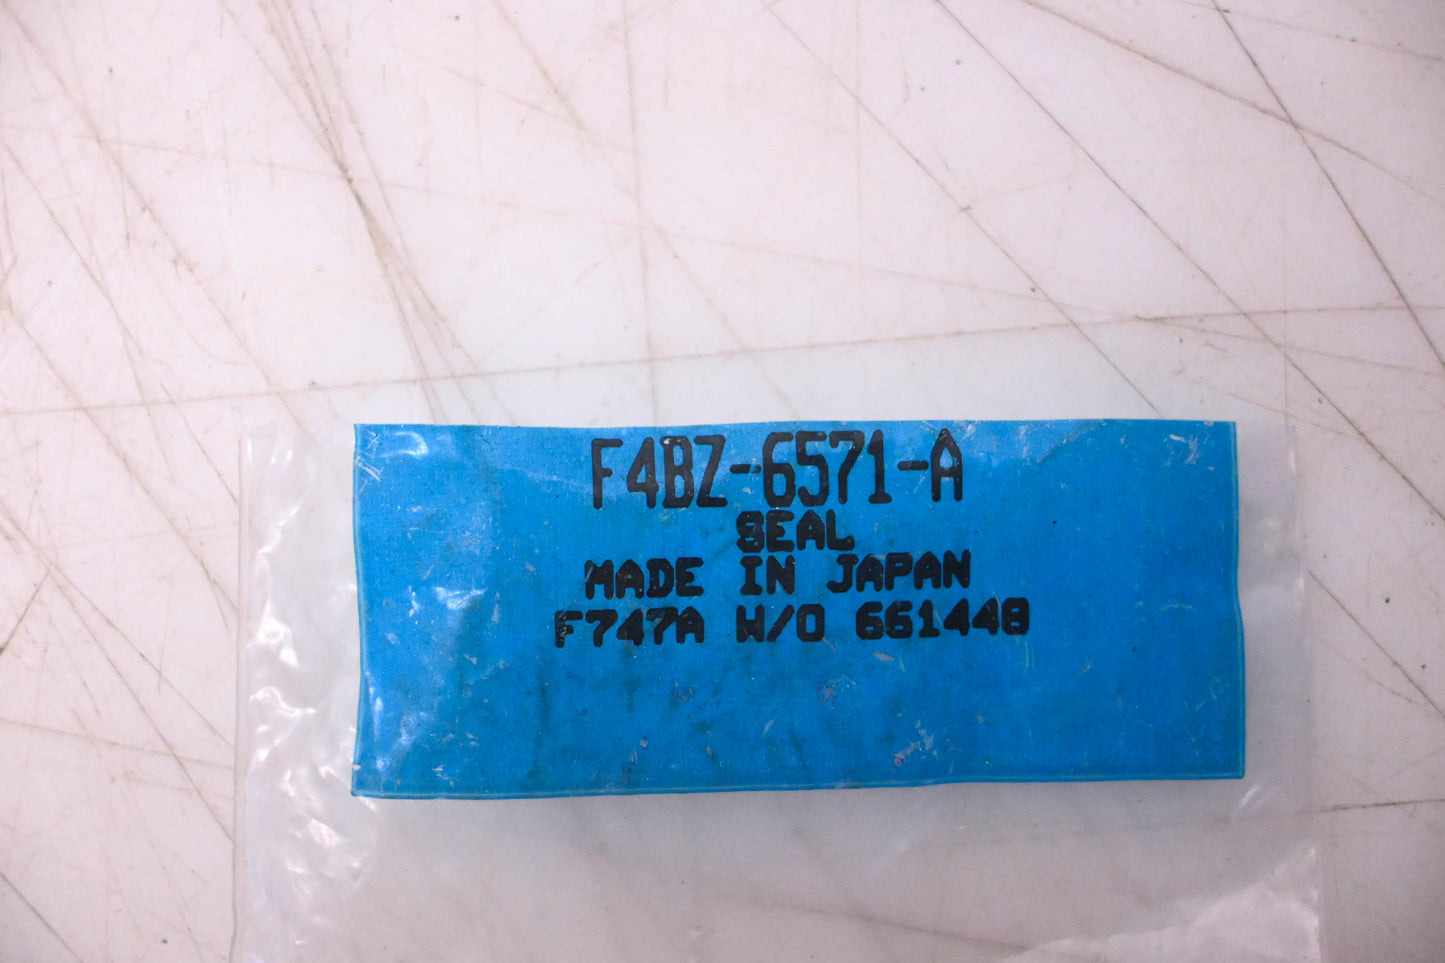 F4BZ-6571-A
SEAL
MADE IN JAPAN
F747A W/O 661448